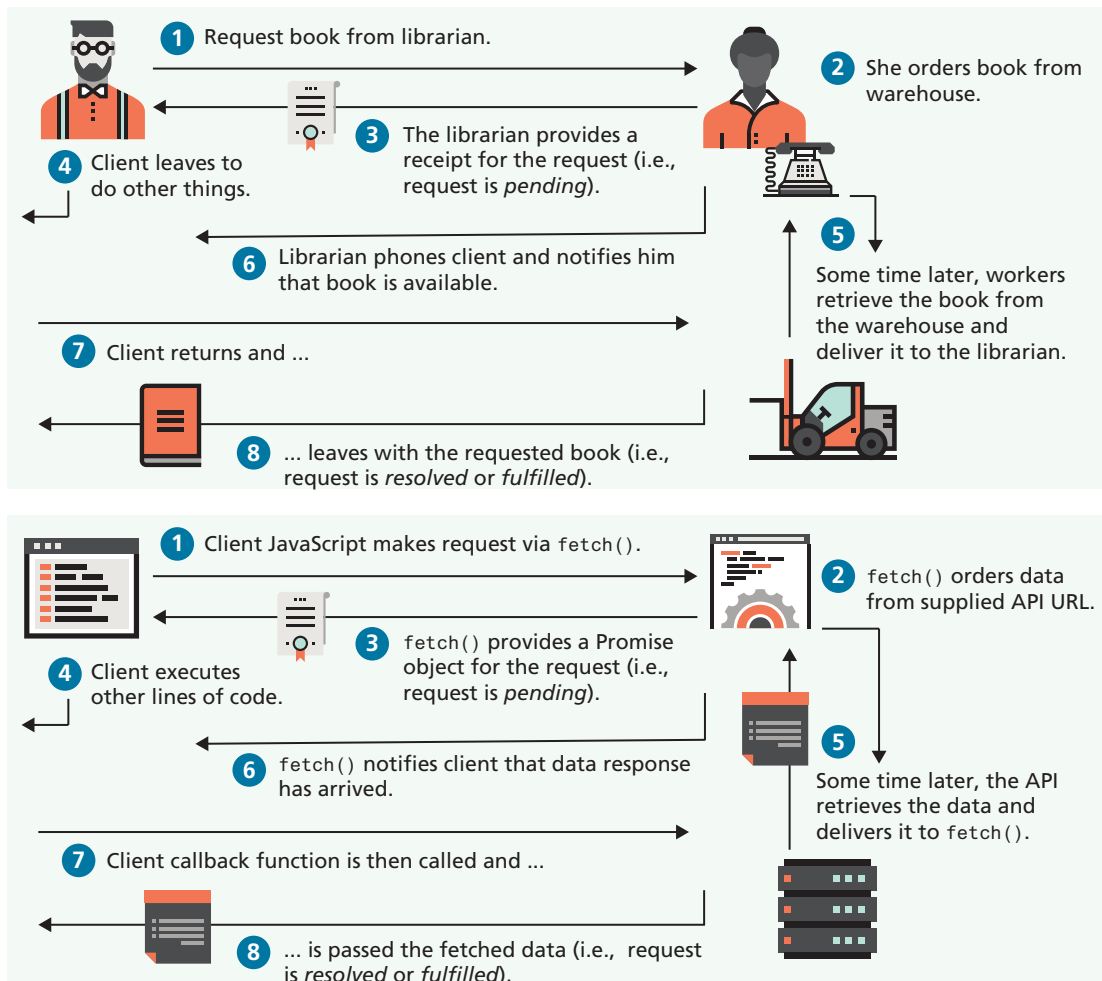 1 Request book from librarian.
2 She orders book from
warehouse.
3 The librarian provides a
receipt for the request (i.e.,
request is pending).
4 Client leaves to
do other things.
5
Some time later, workers
retrieve the book from
the warehouse and
deliver it to the librarian.
6 Librarian phones client and notifies him
that book is available.
7 Client returns and ...
8 ... leaves with the requested book (i.e.,
request is resolved or fulfilled).
1 Client JavaScript makes request via fetch().
2 fetch() orders data
from supplied API URL.
3 fetch() provides a Promise
object for the request (i.e.,
request is pending).
4 Client executes
other lines of code.
5
Some time later, the API
retrieves the data and
delivers it to fetch().
6 fetch() notifies client that data response
has arrived.
7 Client callback function is then called and ...
8 ... is passed the fetched data (i.e., request
is resolved or fulfilled).